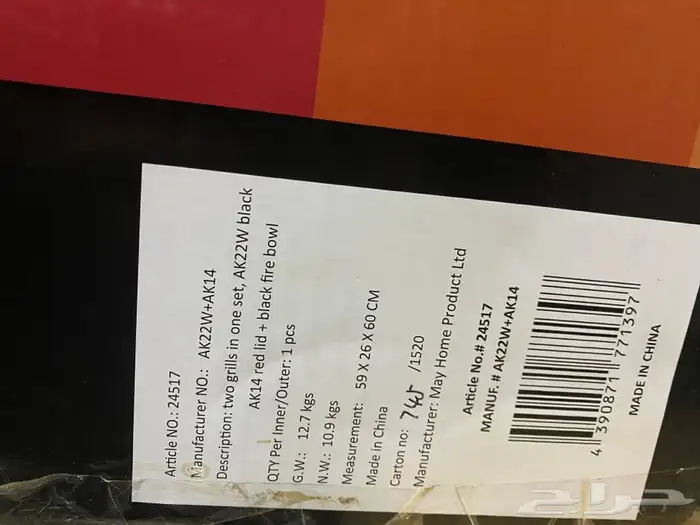 Article NO.: 24517
Manufacturer NO.: AK22W+AK14
Description: two grills in one set, AK22W black
AK14 red lid + black fire bowl
QTY Per Inner/Outer: 1 pcs
G.W.: 12.7 kgs
N.W.: 10.9 kgs
Measurement: 59 X 26 X 60 CM
Made in China
Carton no: 745 /1520
Manufacturer: May Home Product Ltd
Article No.# 24517
MANUF. # AK22W+AK14
4 390871 771397
MADE IN CHINA
حراج